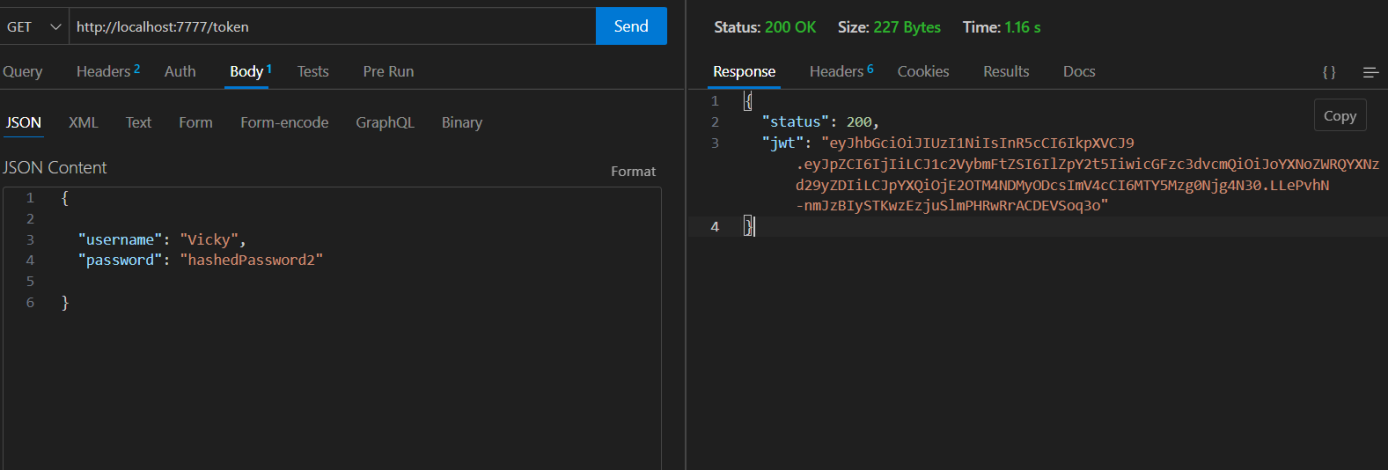 GET http://localhost:7777/token Send
Status: 200 OK Size: 227 Bytes Time: 1.16 s
Query Headers 2 Auth Body 1 Tests Pre Run
Response Headers 6 Cookies Results Docs {}
JSON XML Text Form Form-encode GraphQL Binary
JSON Content
Format
1 {
2
3 "username": "Vicky",
4 "password": "hashedPassword2"
5
6 }
Copy
1 {
2 "status": 200,
3 "jwt": "eyJhbGciOiJIUzI1NiIsInR5cCI6IkpXVCJ9
.eyJpZCI6IjIiLCJ1c2VybmFtZSI6IlZpY2t5IiwicGFzc3dvcmQiOiJoYXNoZWRQYXNz
d29yZDIiLCJpYXQiOjE2OTM4NDMyODcsImV4cCI6MTY5Mzg0Njg4N30.LLePvhN
-nmJzBIySTKwzEzjuSlmPHRwRrACDEVSoq3o"
4 }